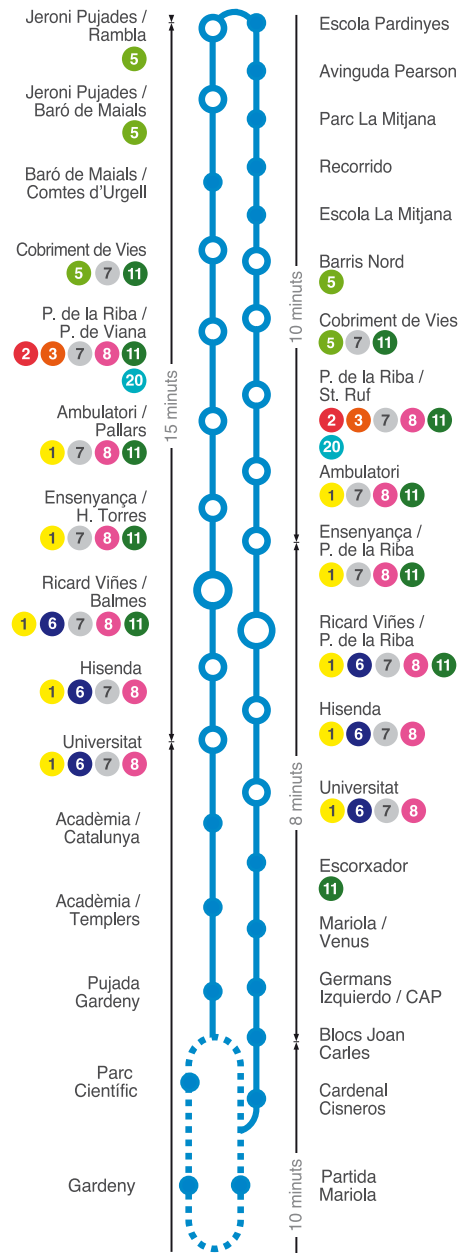 Jeroni Pujades /
Rambla
5
Jeroni Pujades /
Baró de Maials
5
Baró de Maials /
Comtes d'Urgell
Cobriment de Vies
5 7 11
P. de la Riba /
P. de Viana
2 3 7 8 11
20
Ambulatori /
Pallars
1 7 8 11
Ensenyança /
H. Torres
1 7 8 11
Ricard Viñes /
Balmes
1 6 7 8 11
Hisenda
1 6 7 8
Universitat
1 6 7 8
Acadèmia /
Catalunya
Acadèmia /
Templers
Pujada
Gardeny
Parc
Científic
Gardeny
15 minuts
Escola Pardinyes
Avinguda Pearson
Parc La Mitjana
Recorrido
Escola La Mitjana
Barris Nord
5
Cobriment de Vies
5 7 11
P. de la Riba /
St. Ruf
2 3 7 8 11
20
Ambulatori
1 7 8 11
Ensenyança /
P. de la Riba
1 7 8 11
Ricard Viñes /
P. de la Riba
1 6 7 8 11
Hisenda
1 6 7 8
Universitat
1 6 7 8
Escorxador
11
Mariola /
Venus
Germans
Izquierdo / CAP
Blocs Joan
Carles
Cardenal
Cisneros
Partida
Mariola
10 minuts
8 minuts
10 minuts